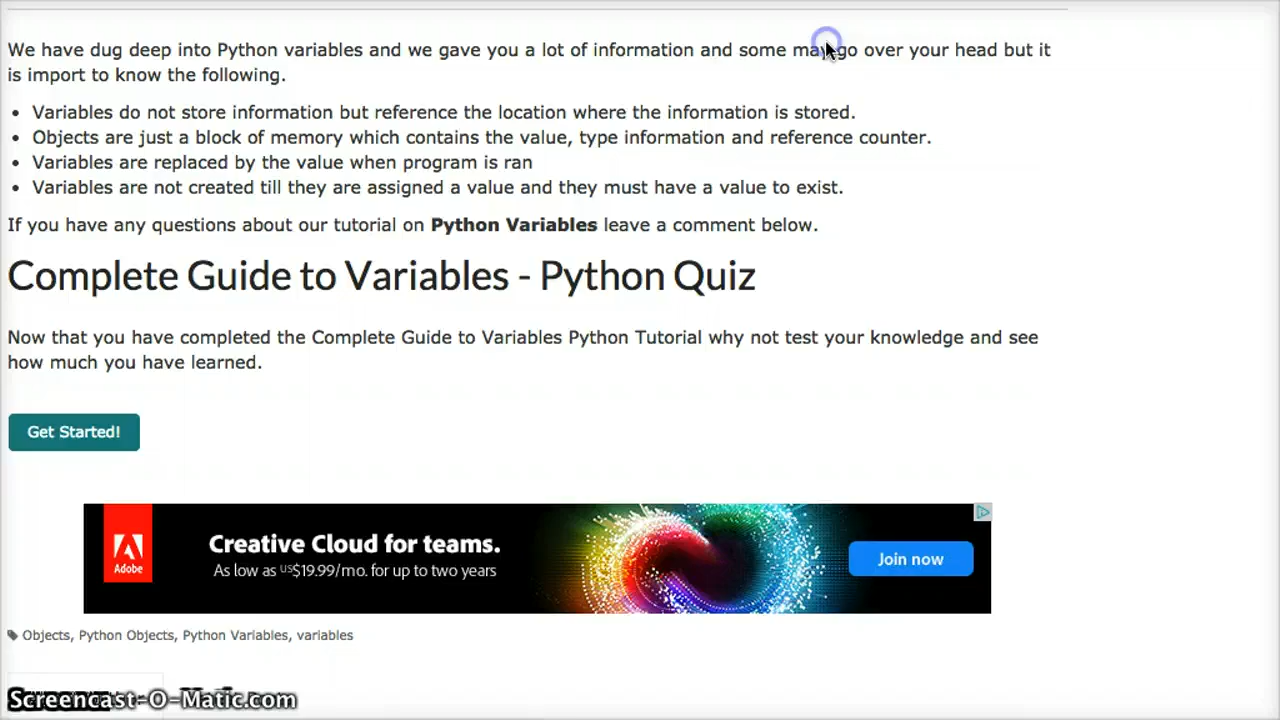 We have dug deep into Python variables and we gave you a lot of information and some may go over your head but it
is import to know the following.
Variables do not store information but reference the location where the information is stored.
Objects are just a block of memory which contains the value, type information and reference counter.
Variables are replaced by the value when program is ran
Variables are not created till they are assigned a value and they must have a value to exist.
If you have any questions about our tutorial on Python Variables leave a comment below.
Complete Guide to Variables - Python Quiz
Now that you have completed the Complete Guide to Variables Python Tutorial why not test your knowledge and see
how much you have learned.
Get Started!
Creative Cloud for teams.
As low as US$19.99/mo. for up to two years
Adobe
Join now
Objects, Python Objects, Python Variables, variables
Screencast-O-Matic.com